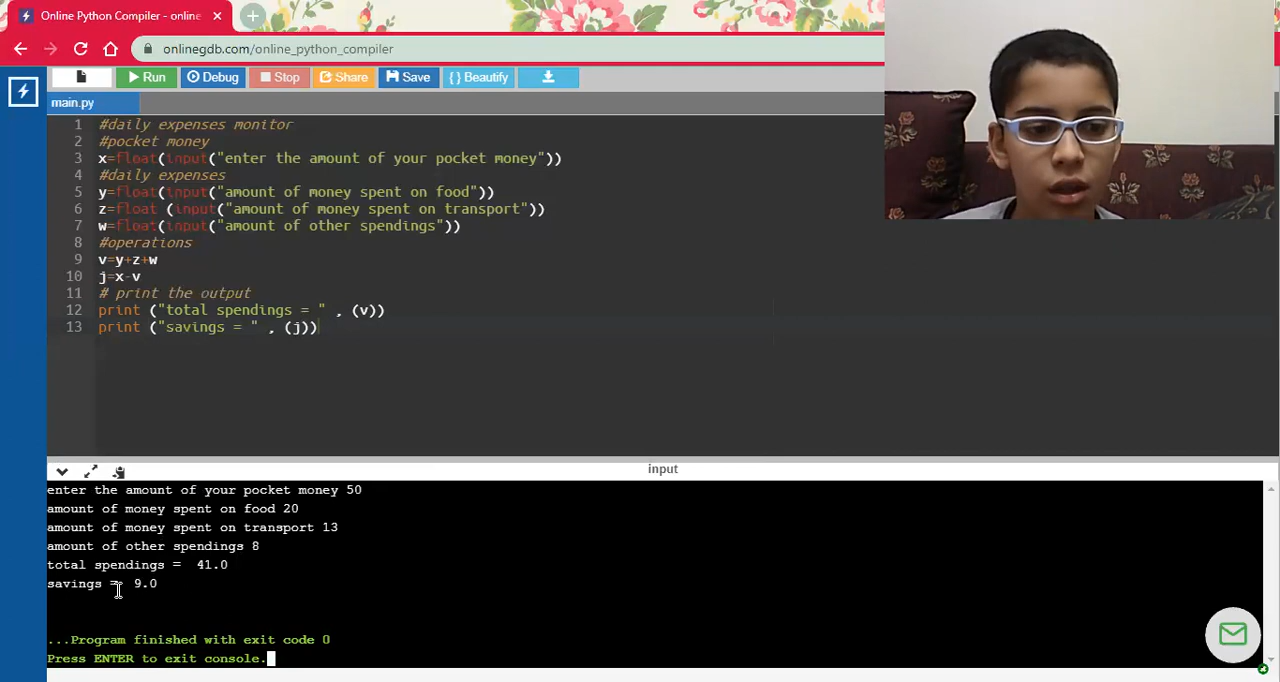 Online Python Compiler - online
onlinegdb.com/online_python_compiler
Run Debug Stop Share Save { } Beautify
main.py
1 #daily expenses monitor
2 #pocket money
3 x=float(input("enter the amount of your pocket money"))
4 #daily expenses
5 y=float(input("amount of money spent on food"))
6 z=float (input("amount of money spent on transport"))
7 w=float(input("amount of other spendings"))
8 #operations
9 v=y+z+w
10 j=x-v
11 # print the output
12 print ("total spendings = " , (v))
13 print ("savings = " , (j))
input
enter the amount of your pocket money 50
amount of money spent on food 20
amount of money spent on transport 13
amount of other spendings 8
total spendings =  41.0
savings =  9.0
...Program finished with exit code 0
Press ENTER to exit console.